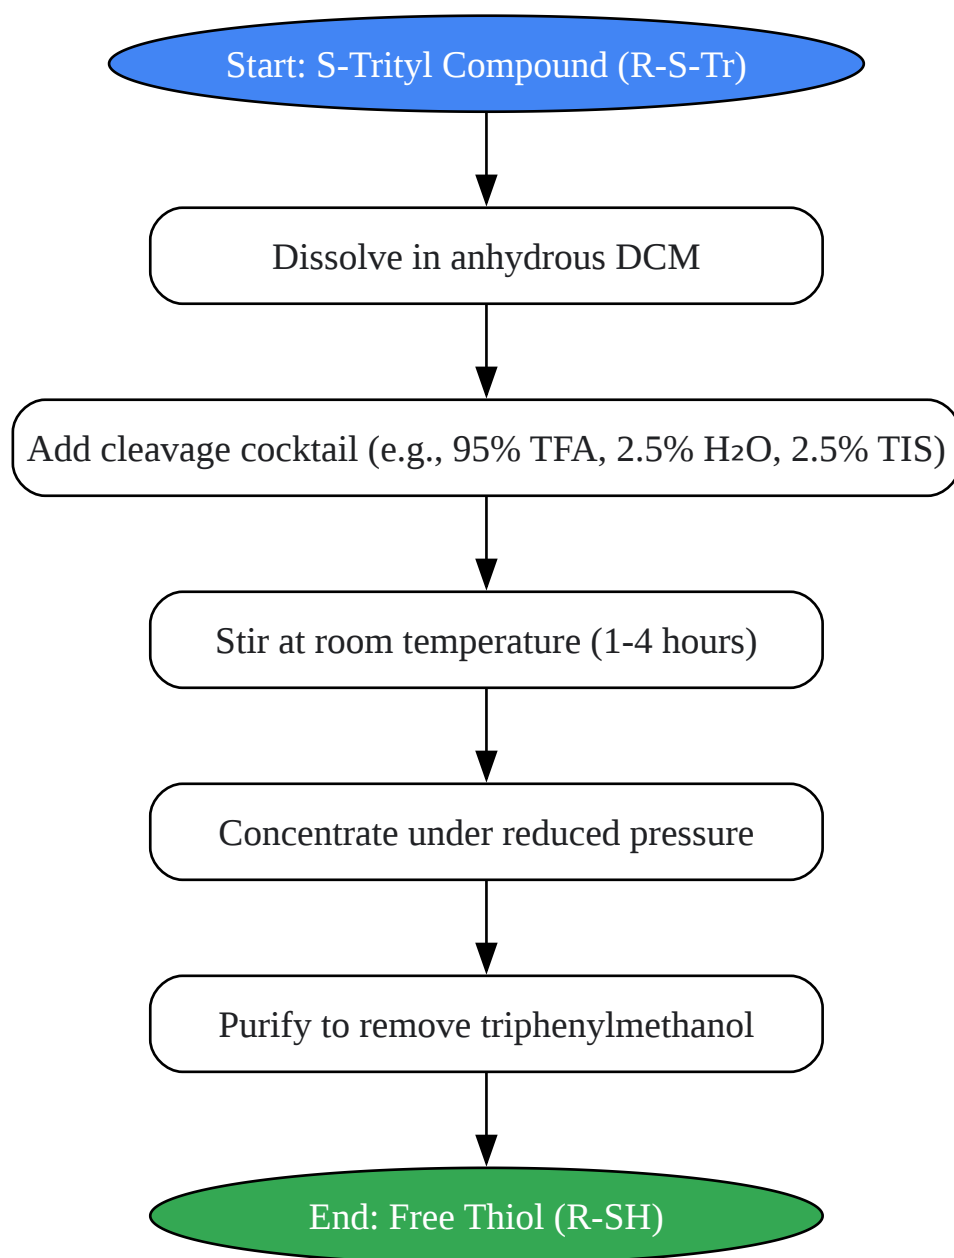 Start: S-Trityl Compound (R-S-Tr)
Dissolve in anhydrous DCM
Add cleavage cocktail (e.g., 95% TFA, 2.5% H₂O, 2.5% TIS)
Stir at room temperature (1-4 hours)
Concentrate under reduced pressure
Purify to remove triphenylmethanol
End: Free Thiol (R-SH)